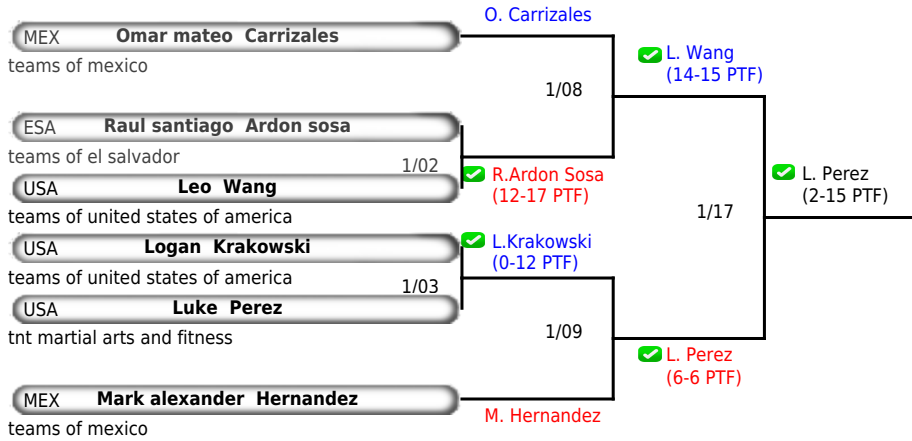 O. Carrizales
MEX Omar mateo Carrizales
teams of mexico
L. Wang
(14-15 PTF)
1/08
ESA Raul santiago Ardon sosa
teams of el salvador
1/02
R.Ardon Sosa
(12-17 PTF)
USA Leo Wang
teams of united states of america
L. Perez
(2-15 PTF)
1/17
USA Logan Krakowski
teams of united states of america
L.Krakowski
(0-12 PTF)
1/03
USA Luke Perez
tnt martial arts and fitness
1/09
L. Perez
(6-6 PTF)
MEX Mark alexander Hernandez
teams of mexico
M. Hernandez